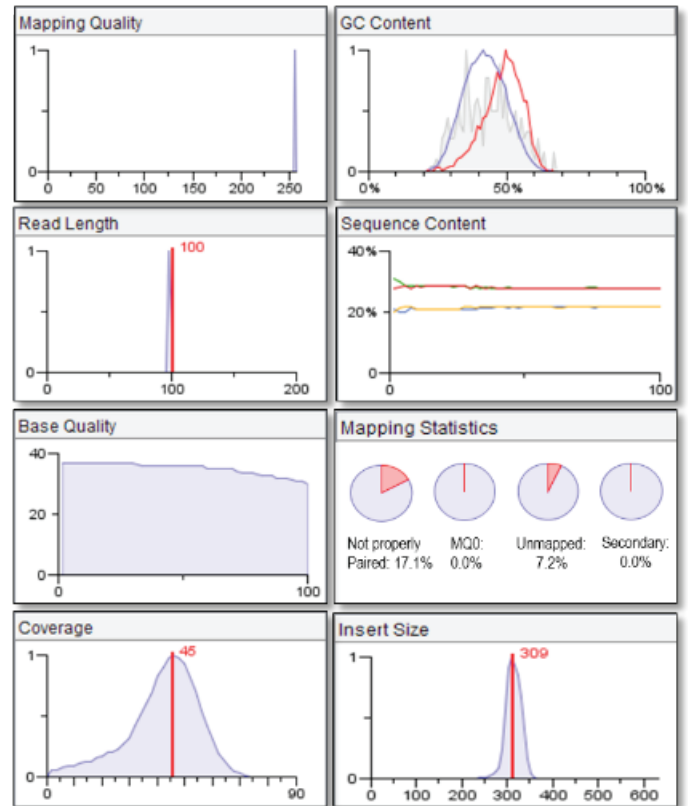 Mapping Quality
1
0
0 50 100 150 200 250
GC Content
1
0
0% 50% 100%
Read Length
100
1
0
0 100 200
Sequence Content
40%
20%
0
0 100
Base Quality
40
20
0
0 100
Mapping Statistics
Not properly MQ0: Unmapped: Secondary:
Paired: 17.1% 0.0% 7.2% 0.0%
Coverage
45
1
0
0 90
Insert Size
309
1
0
0 100 200 300 400 500 600